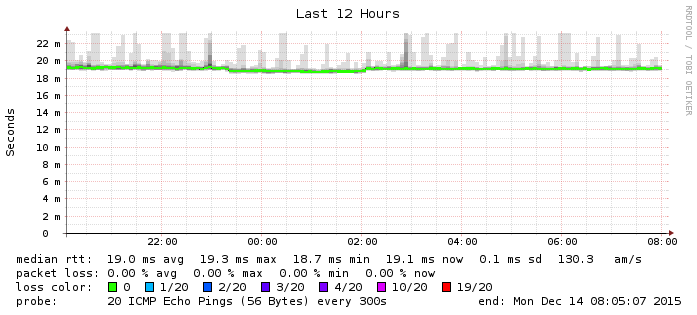 Last 12 Hours
RRDTOOL / TOBI OETIKER
Seconds
22 m
20 m
18 m
16 m
14 m
12 m
10 m
8 m
6 m
4 m
2 m
0
22:00 00:00 02:00 04:00 06:00 08:00
median rtt: 19.0 ms avg 19.3 ms max 18.7 ms min 19.1 ms now 0.1 ms sd 130.3 am/s
packet loss: 0.00 % avg 0.00 % max 0.00 % min 0.00 % now
loss color: 0 1/20 2/20 3/20 4/20 10/20 19/20
probe: 20 ICMP Echo Pings (56 Bytes) every 300s end: Mon Dec 14 08:05:07 2015